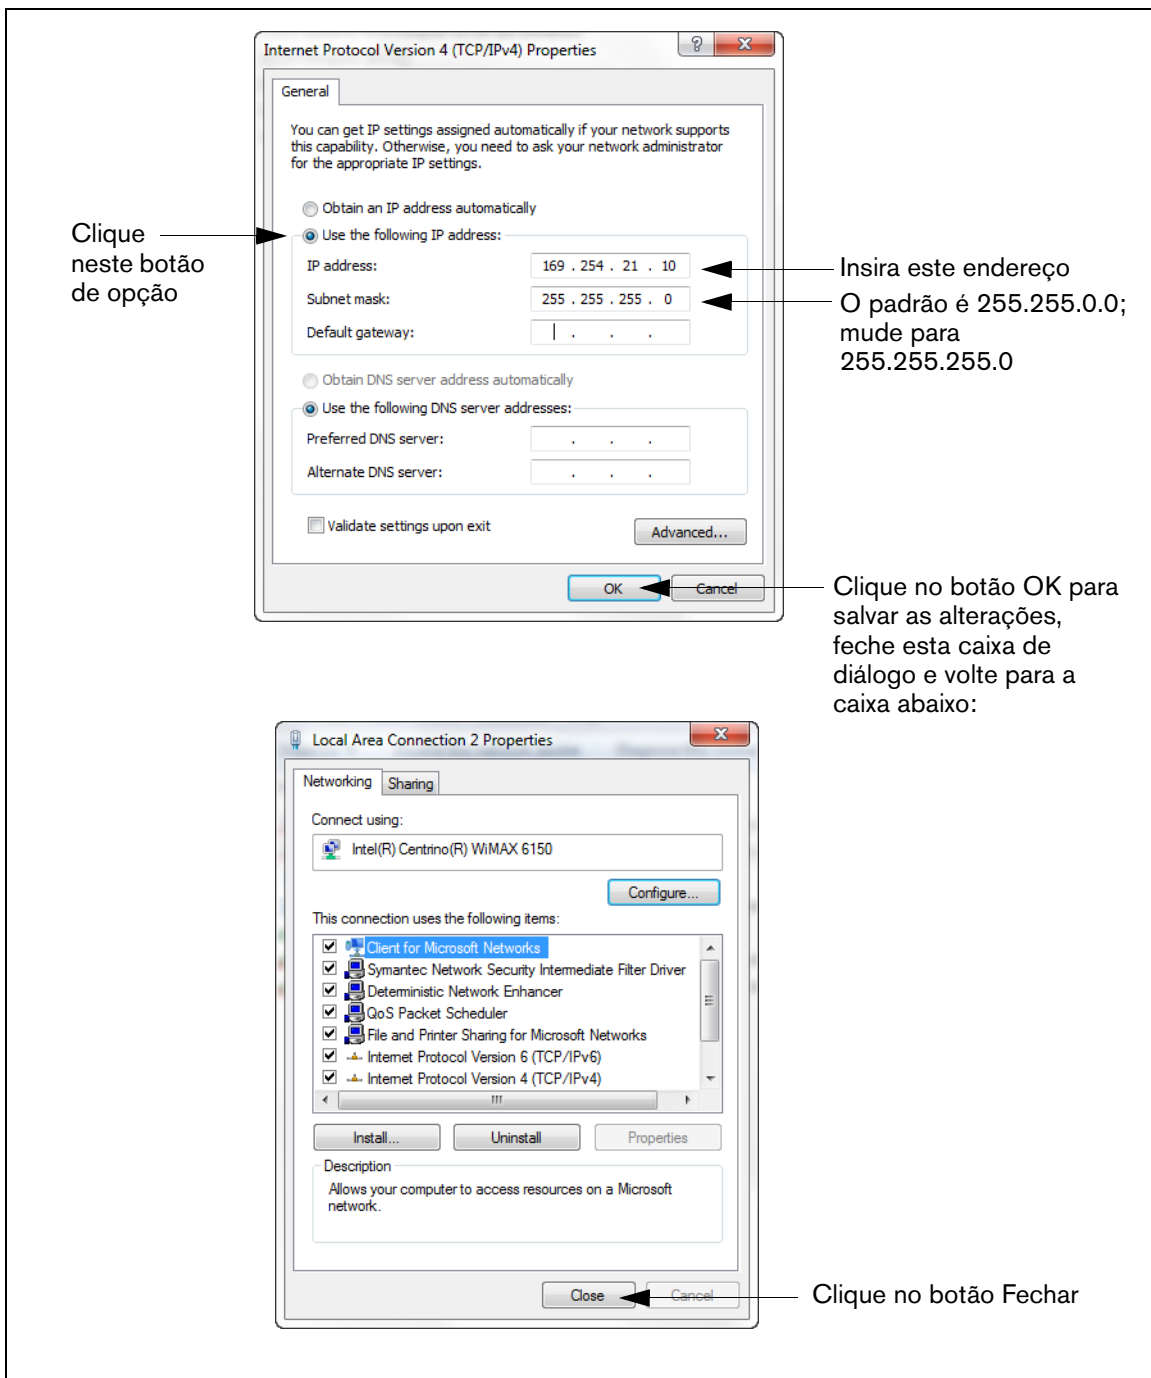 Internet Protocol Version 4 (TCP/IPv4) Properties
General
You can get IP settings assigned automatically if your network supports
this capability. Otherwise, you need to ask your network administrator
for the appropriate IP settings.
Obtain an IP address automatically
Clique
neste botão
de opção
Use the following IP address:
IP address:
169 . 254 . 21 . 10
Insira este endereço
Subnet mask:
255 . 255 . 255 . 0
O padrão é 255.255.0.0;
mude para
255.255.255.0
Default gateway:
. . .
Obtain DNS server address automatically
Use the following DNS server addresses:
Preferred DNS server:
. . .
Alternate DNS server:
. . .
Validate settings upon exit
Advanced...
OK
Cancel
Clique no botão OK para
salvar as alterações,
feche esta caixa de
diálogo e volte para a
caixa abaixo:
Local Area Connection 2 Properties
Networking
Sharing
Connect using:
Intel(R) Centrino(R) WiMAX 6150
Configure...
This connection uses the following items:
Client for Microsoft Networks
Symantec Network Security Intermediate Filter Driver
Deterministic Network Enhancer
QoS Packet Scheduler
File and Printer Sharing for Microsoft Networks
Internet Protocol Version 6 (TCP/IPv6)
Internet Protocol Version 4 (TCP/IPv4)
Install...
Uninstall
Properties
Description
Allows your computer to access resources on a Microsoft
network.
Close
Cancel
Clique no botão Fechar